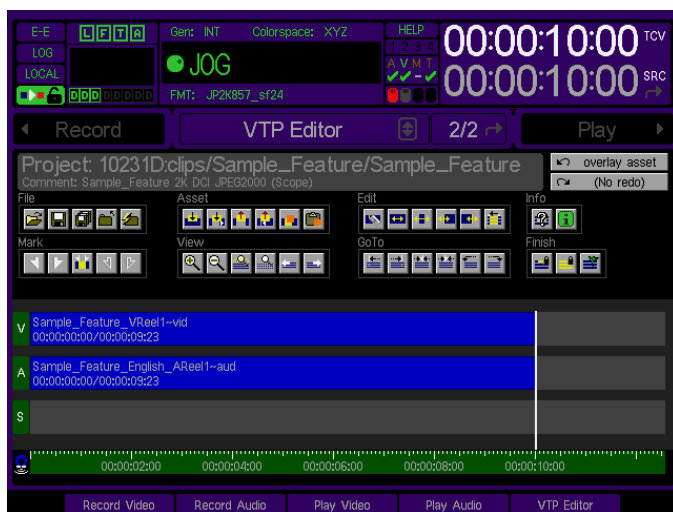 E-E
LOG
LOCAL
L F T A
D D D D D D D D
Gen: INT Colorspace: XYZ
JOG
FMT: JP2K857_sf24
HELP
1 2 3 4
A V M T
00:00:10:00 TCV
00:00:10:00 SRC
Record
VTP Editor
2/2
Play
Project: 10231D:clips/Sample_Feature/Sample_Feature
Comment: Sample_Feature 2K DCI JPEG2000 (Scope)
overlay asset
(No redo)
File
Asset
Edit
Info
Mark
View
GoTo
Finish
V
Sample_Feature_VReel1~vid
00:00:00:00/00:00:09:23
A
Sample_Feature_English_AReel1~aud
00:00:00:00/00:00:09:23
S
00:00:02:00 00:00:04:00 00:00:06:00 00:00:08:00 00:00:10:00
Record Video Record Audio Play Video Play Audio VTP Editor